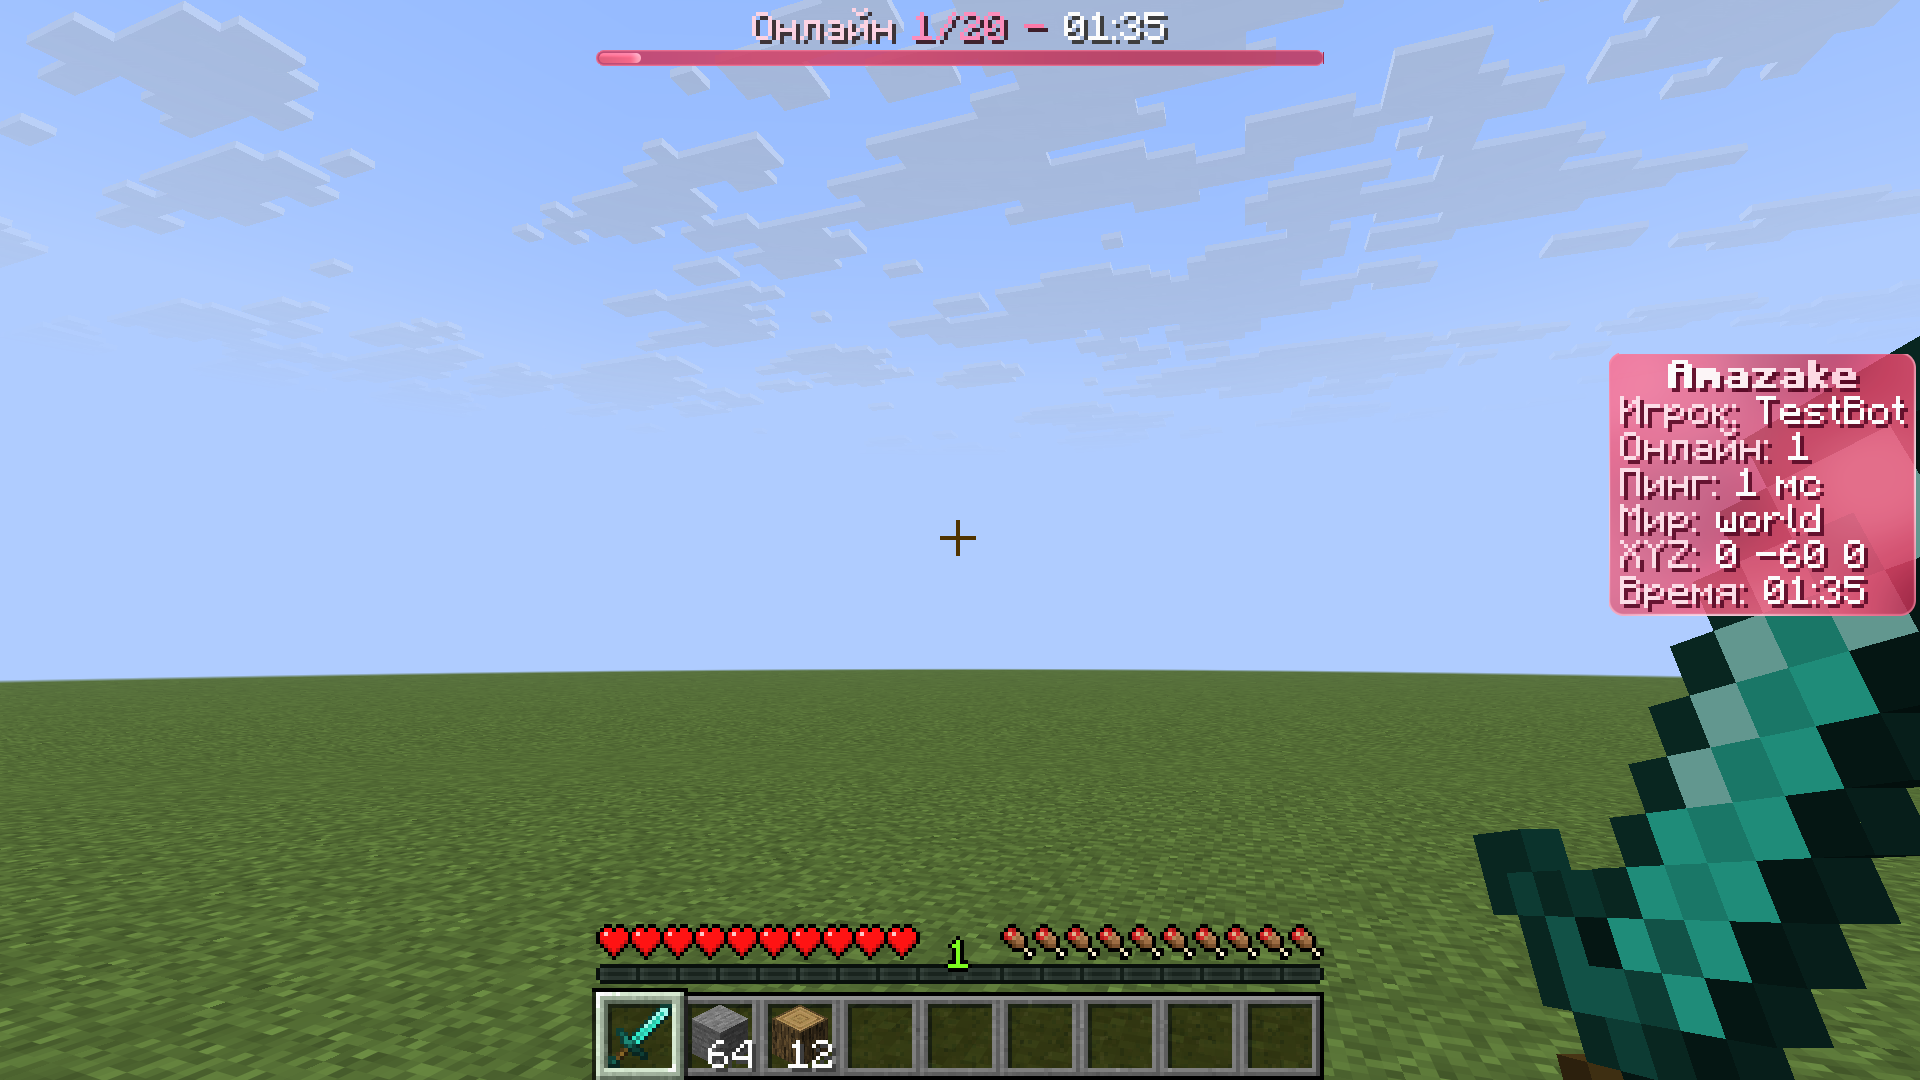 Онлайн 1/20 - 01:35
Amazake
Игрок: TestBot
Онлайн: 1
Пинг: 1 мс
Мир: world
XYZ: 0 -60 0
Время: 01:35
1
64 12